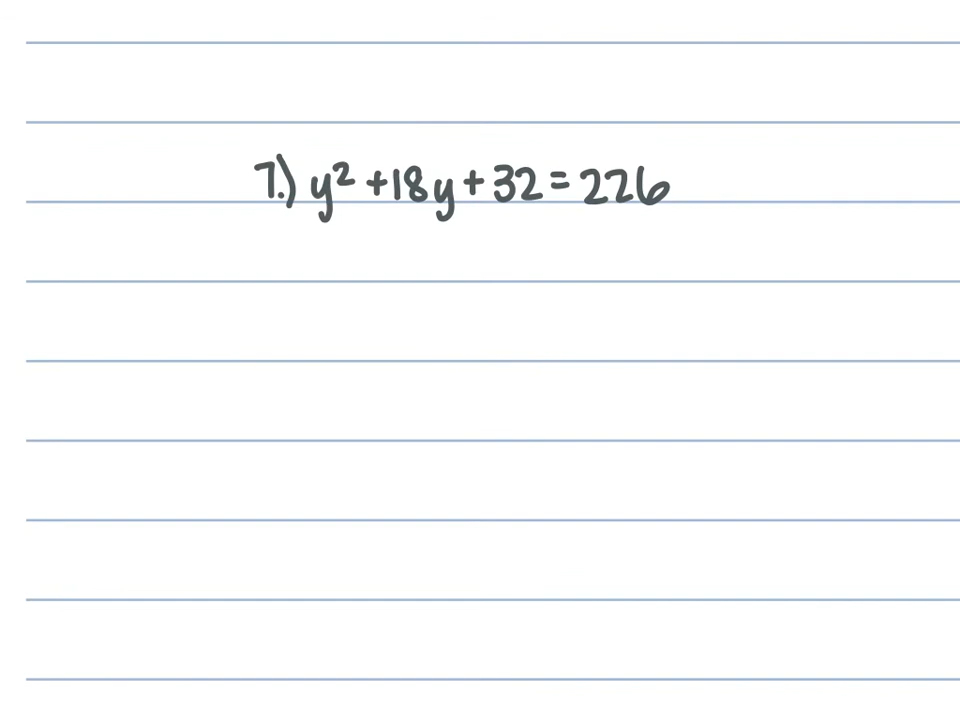 7.) y² + 18y + 32 = 226